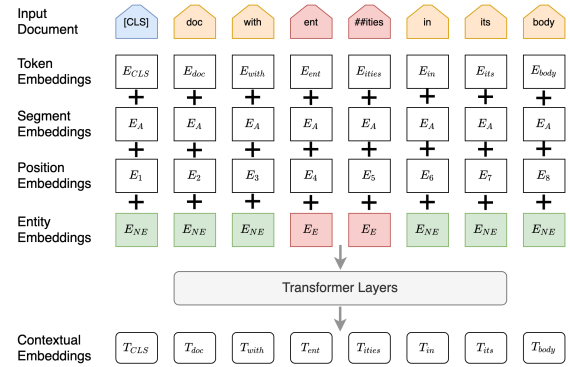 Input Document [CLS] doc with ent ##ities in its body
Token Embeddings E_CLS E_doc E_with E_ent E_ities E_in E_its E_body
+ + + + + + + +
Segment Embeddings E_A E_A E_A E_A E_A E_A E_A E_A
+ + + + + + + +
Position Embeddings E_1 E_2 E_3 E_4 E_5 E_6 E_7 E_8
+ + + + + + + +
Entity Embeddings E_NE E_NE E_NE E_E E_E E_NE E_NE E_NE
Transformer Layers
Contextual Embeddings T_CLS T_doc T_with T_ent T_ities T_in T_its T_body